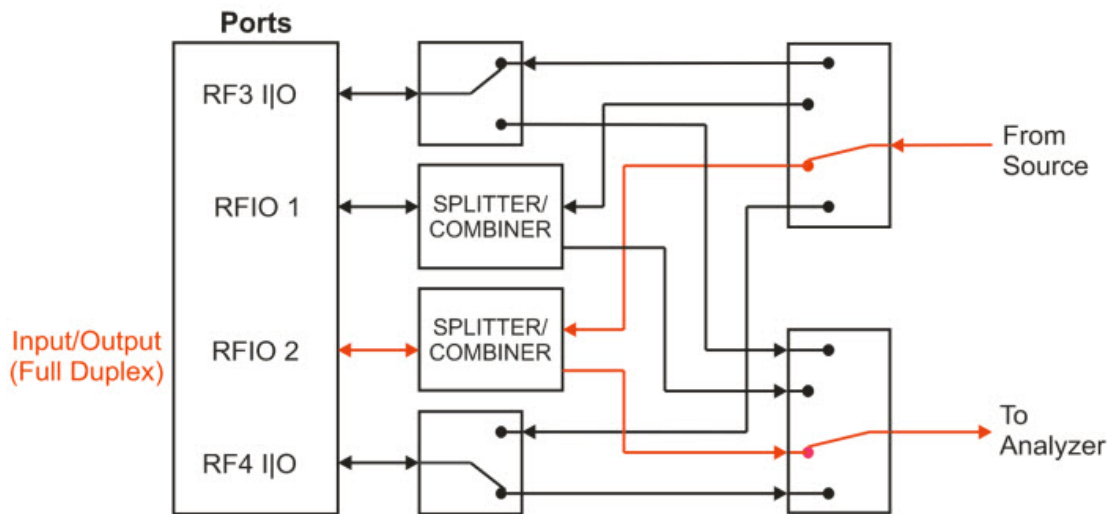 Ports
RF3 I|O
RFIO 1
RFIO 2
RF4 I|O
Input/Output
(Full Duplex)
SPLITTER/
COMBINER
SPLITTER/
COMBINER
From
Source
To
Analyzer